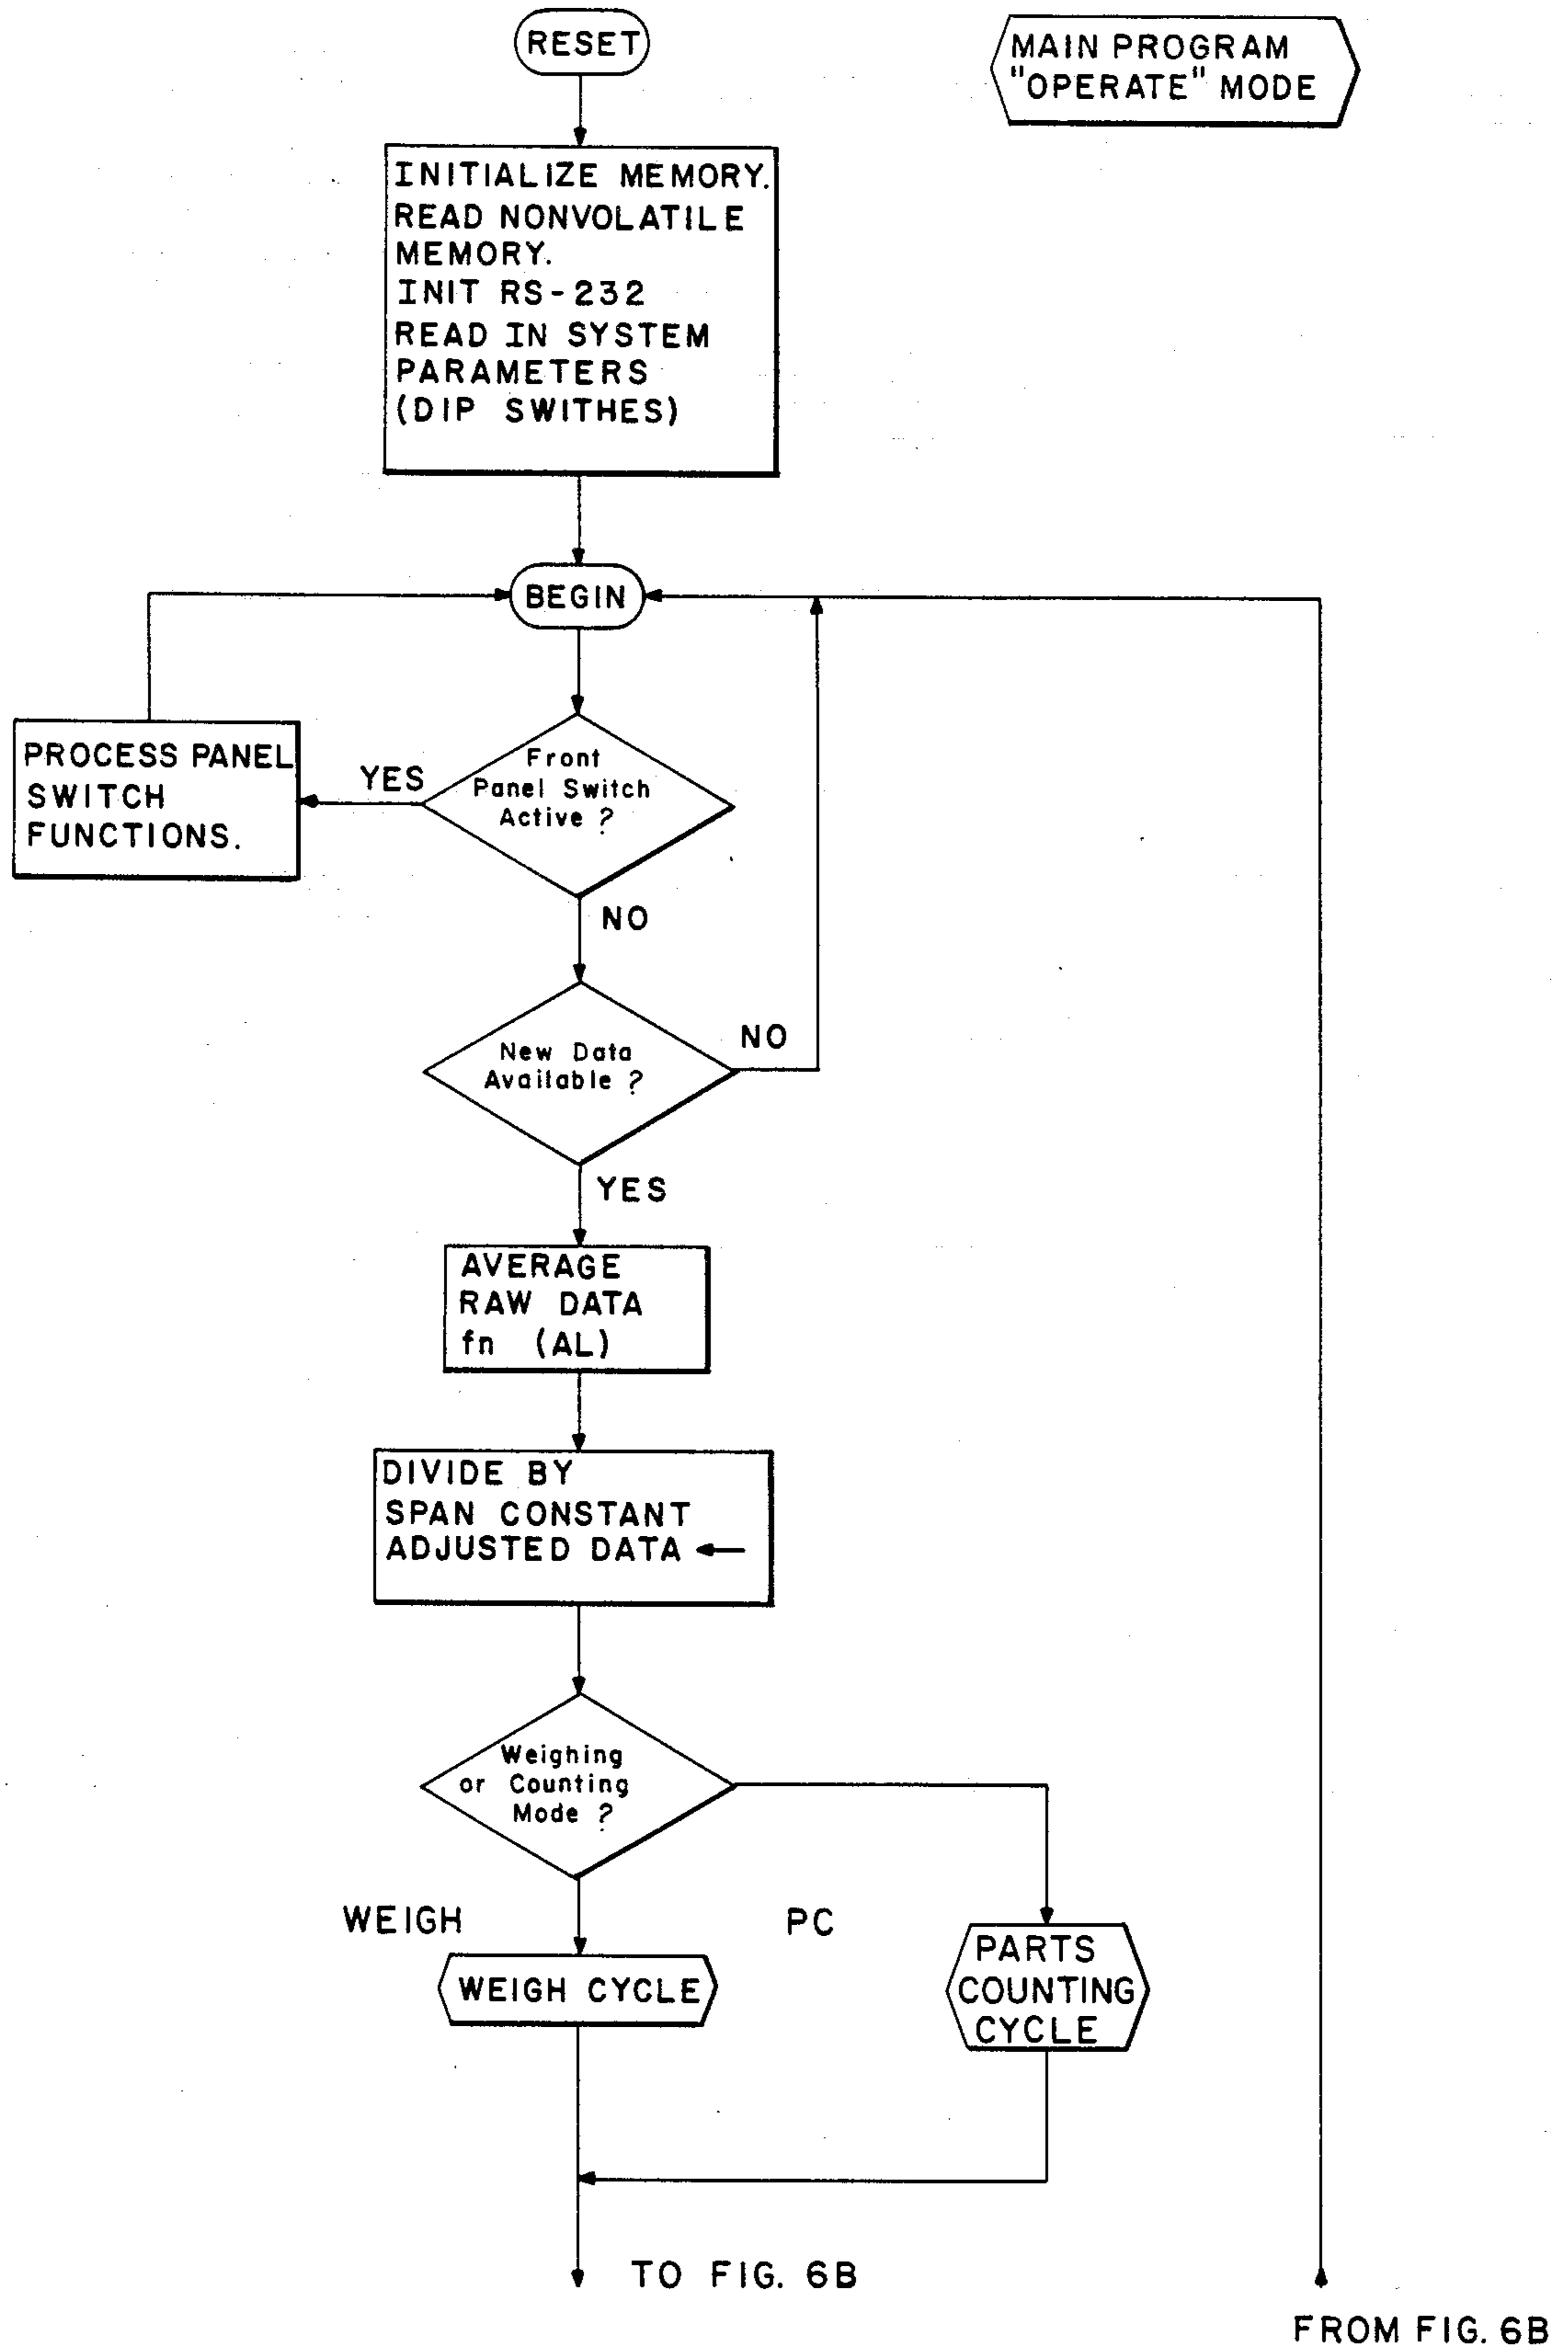 RESET
MAIN PROGRAM
"OPERATE" MODE
INITIALIZE MEMORY.
READ NONVOLATILE
MEMORY.
INIT RS-232
READ IN SYSTEM
PARAMETERS
(DIP SWITHES)
BEGIN
PROCESS PANEL
SWITCH
FUNCTIONS.
YES
Front
Panel Switch
Active ?
NO
New Data
Available ?
NO
YES
AVERAGE
RAW DATA
fn (AL)
DIVIDE BY
SPAN CONSTANT
ADJUSTED DATA ←
Weighing
or Counting
Mode ?
WEIGH
PC
WEIGH CYCLE
PARTS
COUNTING
CYCLE
TO FIG. 6B
FROM FIG. 6B